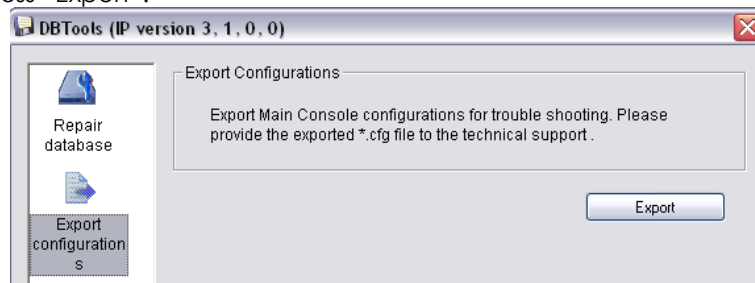 "Export".
DBTools (IP version 3, 1, 0, 0)
Export Configurations
Repair
database
Export Main Console configurations for trouble shooting. Please
provide the exported *.cfg file to the technical support .
Export
Export
configuration
s